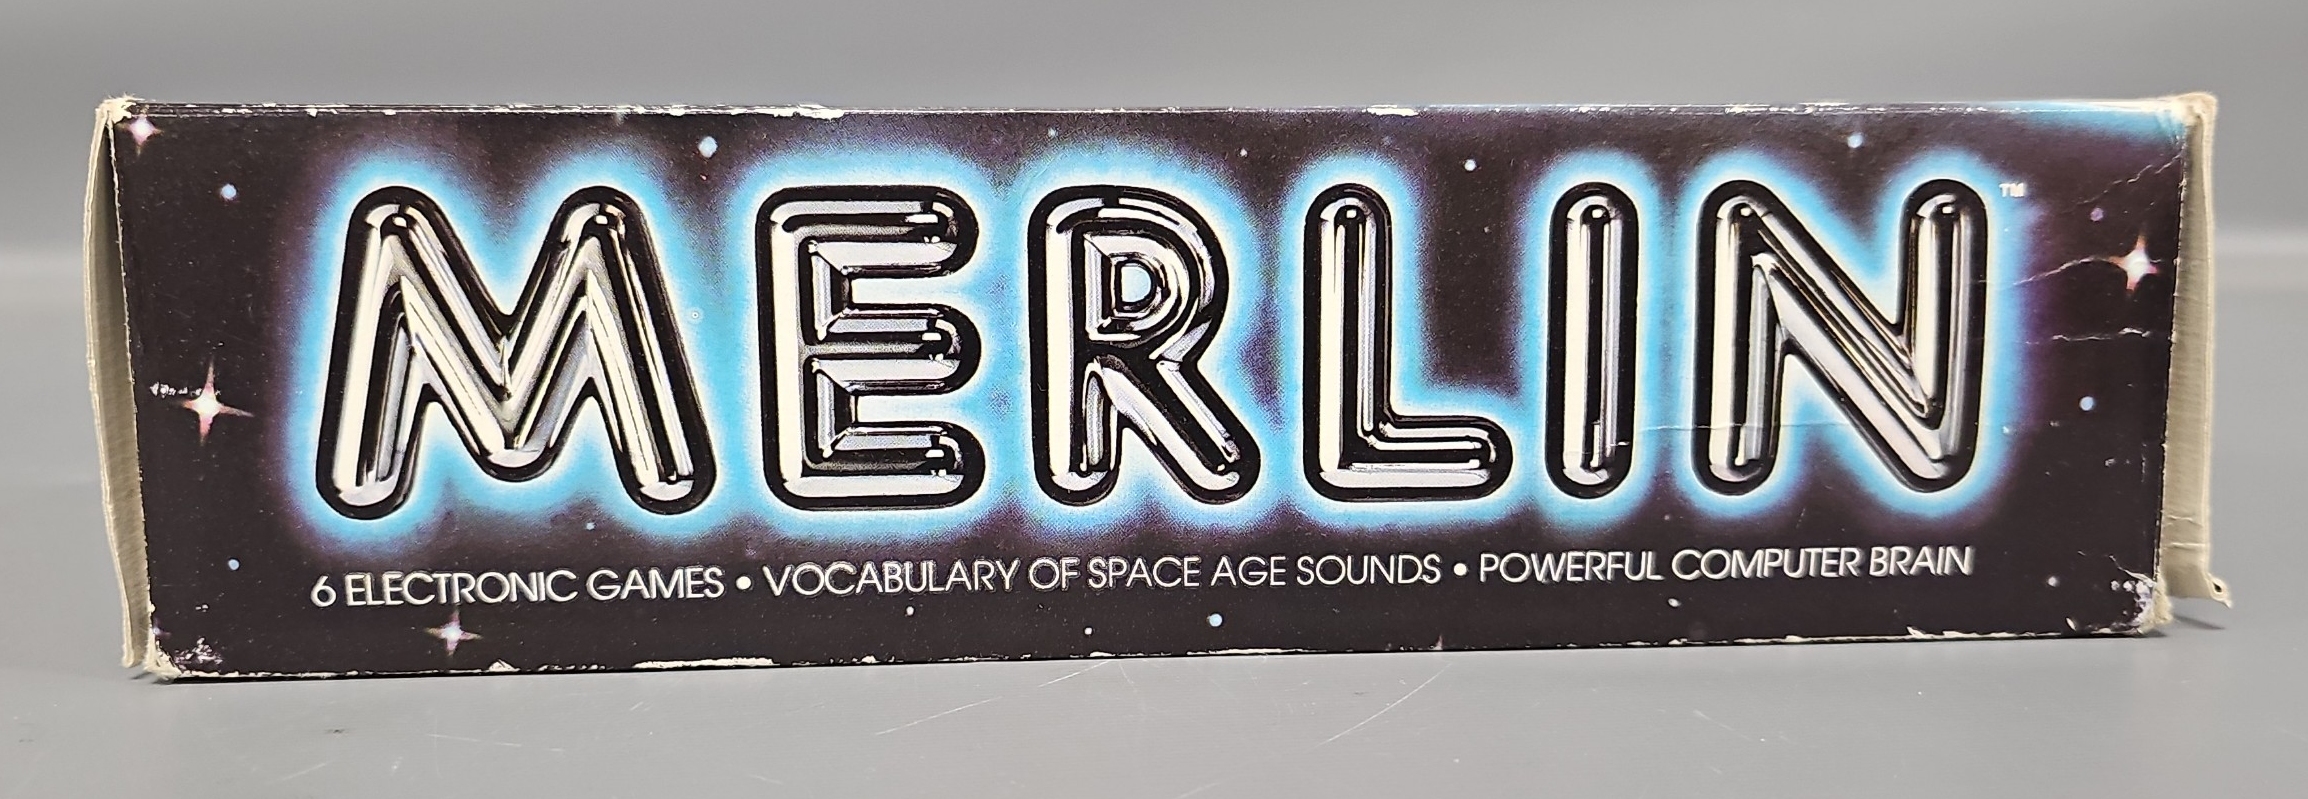 MERLIN™
6 ELECTRONIC GAMES • VOCABULARY OF SPACE AGE SOUNDS • POWERFUL COMPUTER BRAIN